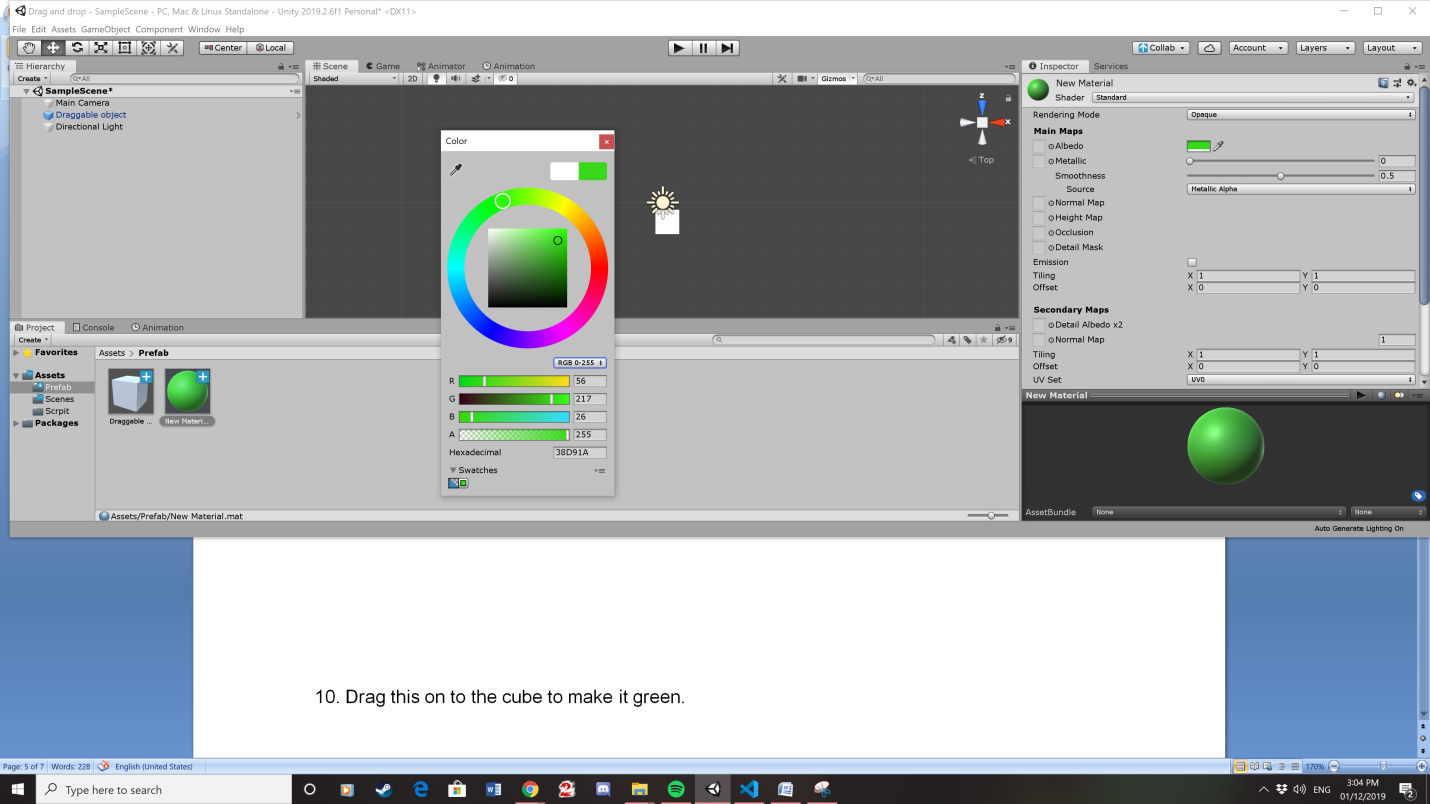 Drag and drop - SampleScene - PC, Mac & Linux Standalone - Unity 2019.2.6f1 Personal* <DX11>
File Edit Assets GameObject Component Window Help
Center Local Collab Account Layers Layout
Hierarchy
Create All
SampleScene*
Main Camera
Draggable object
Directional Light
Scene Game Animator Animation
Shaded 2D 0 Gizmos All
Z
X
Top
Color
RGB 0-255
R 56
G 217
B 26
A 255
Hexadecimal 38D91A
Swatches
Inspector Services
New Material
Shader Standard
Rendering Mode Opaque
Main Maps
Albedo
Metallic 0
Smoothness 0.5
Source Metallic Alpha
Normal Map
Height Map
Occlusion
Detail Mask
Emission
Tiling X 1 Y 1
Offset X 0 Y 0
Secondary Maps
Detail Albedo x2
Normal Map 1
Tiling X 1 Y 1
Offset X 0 Y 0
UV Set UV0
New Material
AssetBundle None None
Auto Generate Lighting On
Project Console Animation
Create 9
Favorites
Assets
Prefab
Scenes
Scrpit
Packages
Assets > Prefab
Draggable ... New Materi...
Assets/Prefab/New Material.mat
10. Drag this on to the cube to make it green.
Page: 5 of 7 Words: 228 English (United States) 170%
Type here to search
ENG
3:04 PM
01/12/2019
2